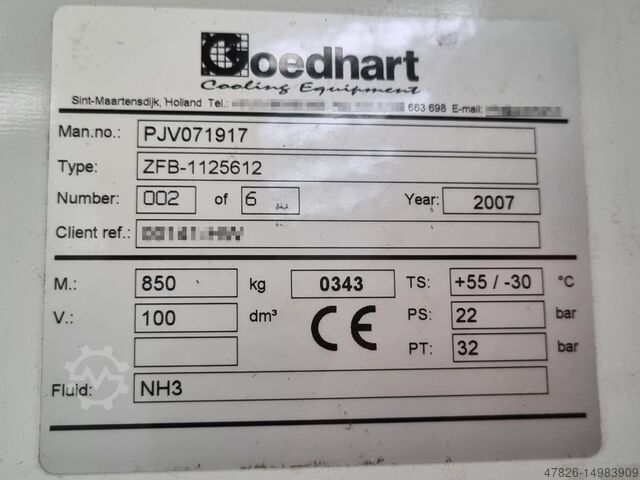 Goedhart
Cooling Equipment
Sint-Maartensdijk, Holland Tel.: 663 698 E-mail:
Man.no.: PJV071917
Type: ZFB-1125612
Number: 002 of 6 Year: 2007
Client ref.:
M.: 850 kg 0343 TS: +55 / -30 °C
V.: 100 dm³ CE PS: 22 bar
PT: 32 bar
Fluid: NH3
47826-14983909